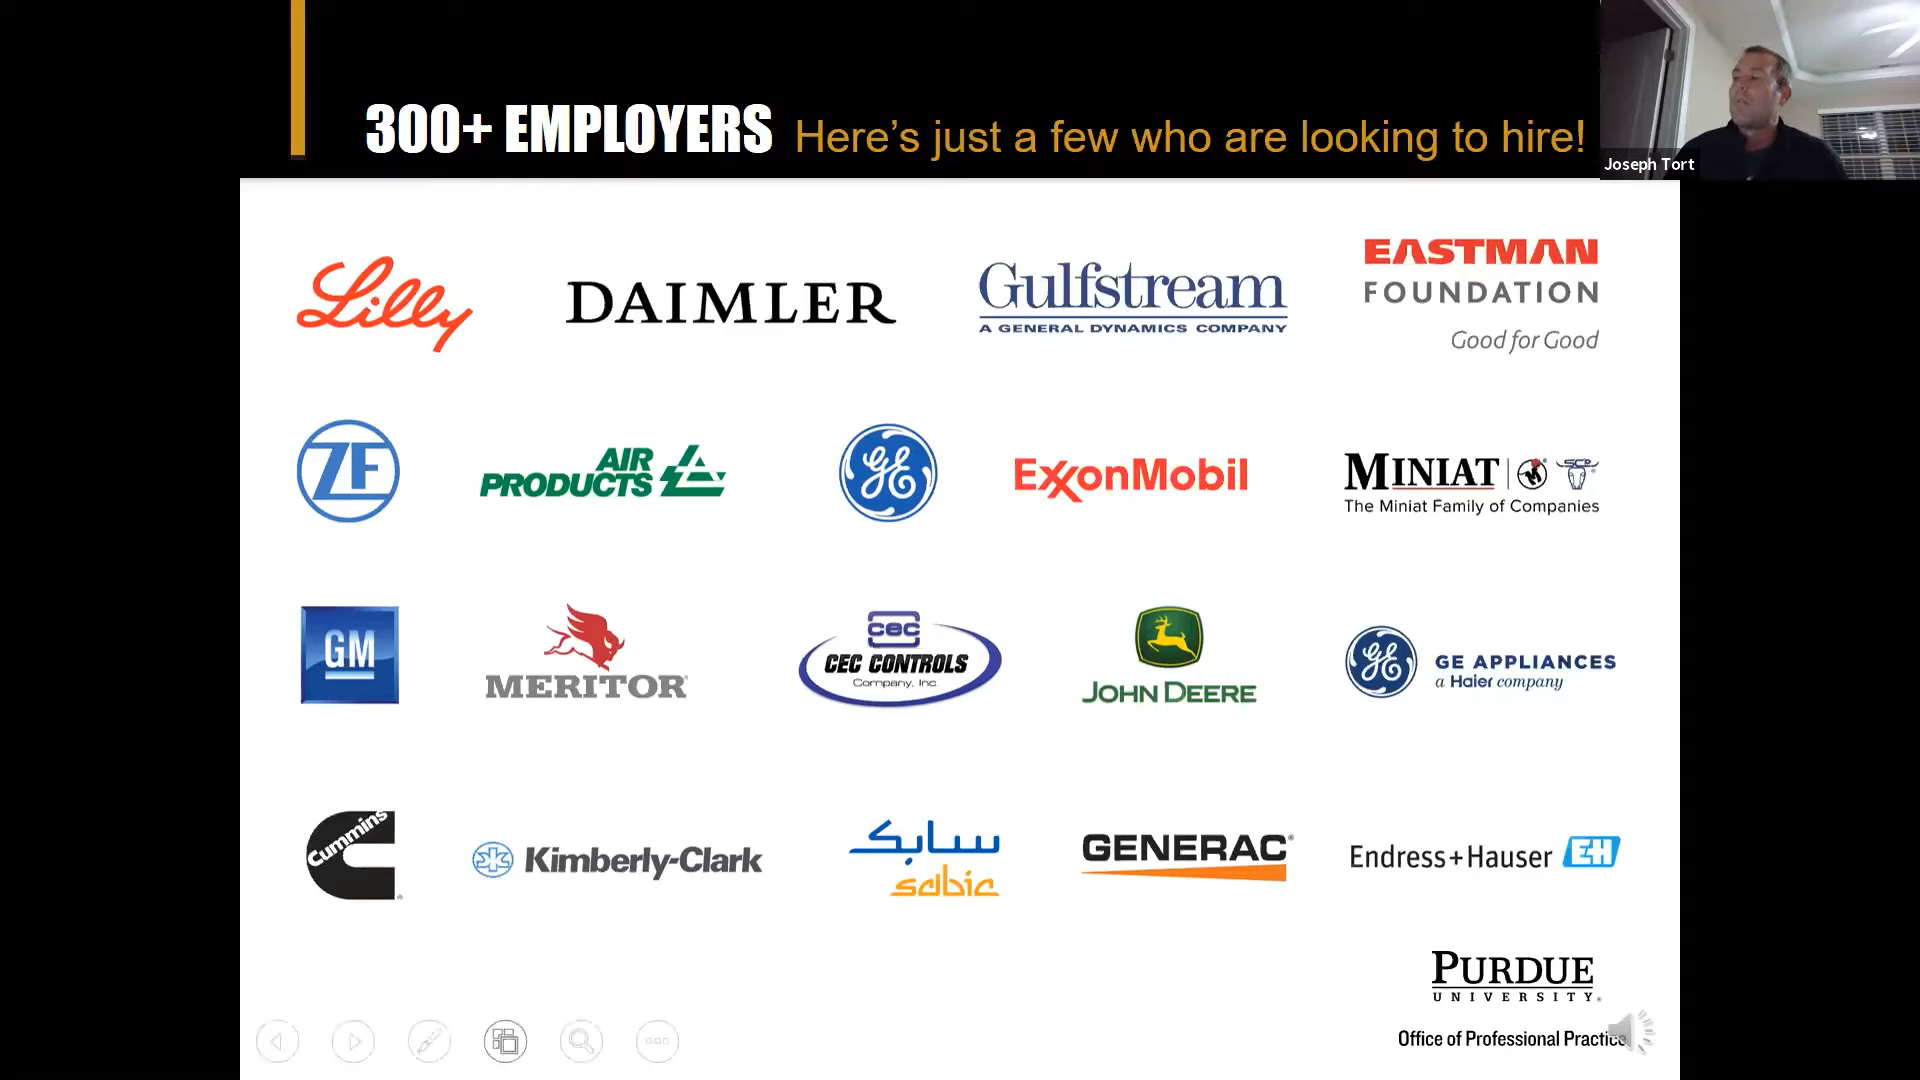 300+ EMPLOYERS Here's just a few who are looking to hire!
Joseph Tort
Lilly
DAIMLER
Gulfstream
A GENERAL DYNAMICS COMPANY
EASTMAN
FOUNDATION
Good for Good
ZF
AIR
PRODUCTS
GE
ExxonMobil
MINIAT
The Miniat Family of Companies
GM
MERITOR
cec
CEC CONTROLS
Company, Inc
JOHN DEERE
GE
GE APPLIANCES
a Haier company
Cummins
Kimberly-Clark
سابك
sabic
GENERAC®
Endress+Hauser EH
PURDUE
UNIVERSITY®
Office of Professional Practice